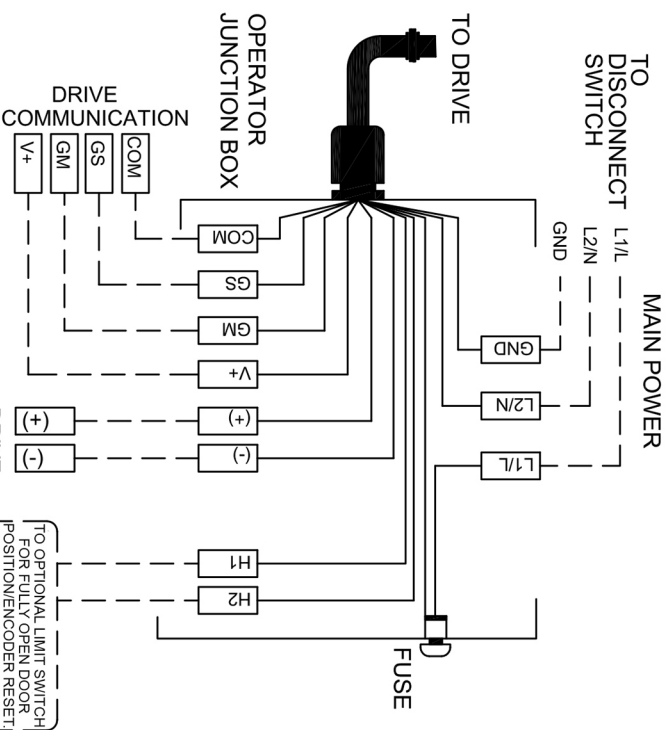 TO
DISCONNECT
SWITCH
L1/L
L2/N
GND
MAIN POWER
TO DRIVE
OPERATOR
JUNCTION BOX
DRIVE
COMMUNICATION
COM
GS
GM
V+
(+)
(-)
COM
GS
GM
V+
(+)
(-)
H1
H2
GND
L2/N
L1/L
FUSE
TO OPTIONAL LIMIT SWITCH
FOR FULLY OPEN DOOR
POSITION/ENCODER RESET.